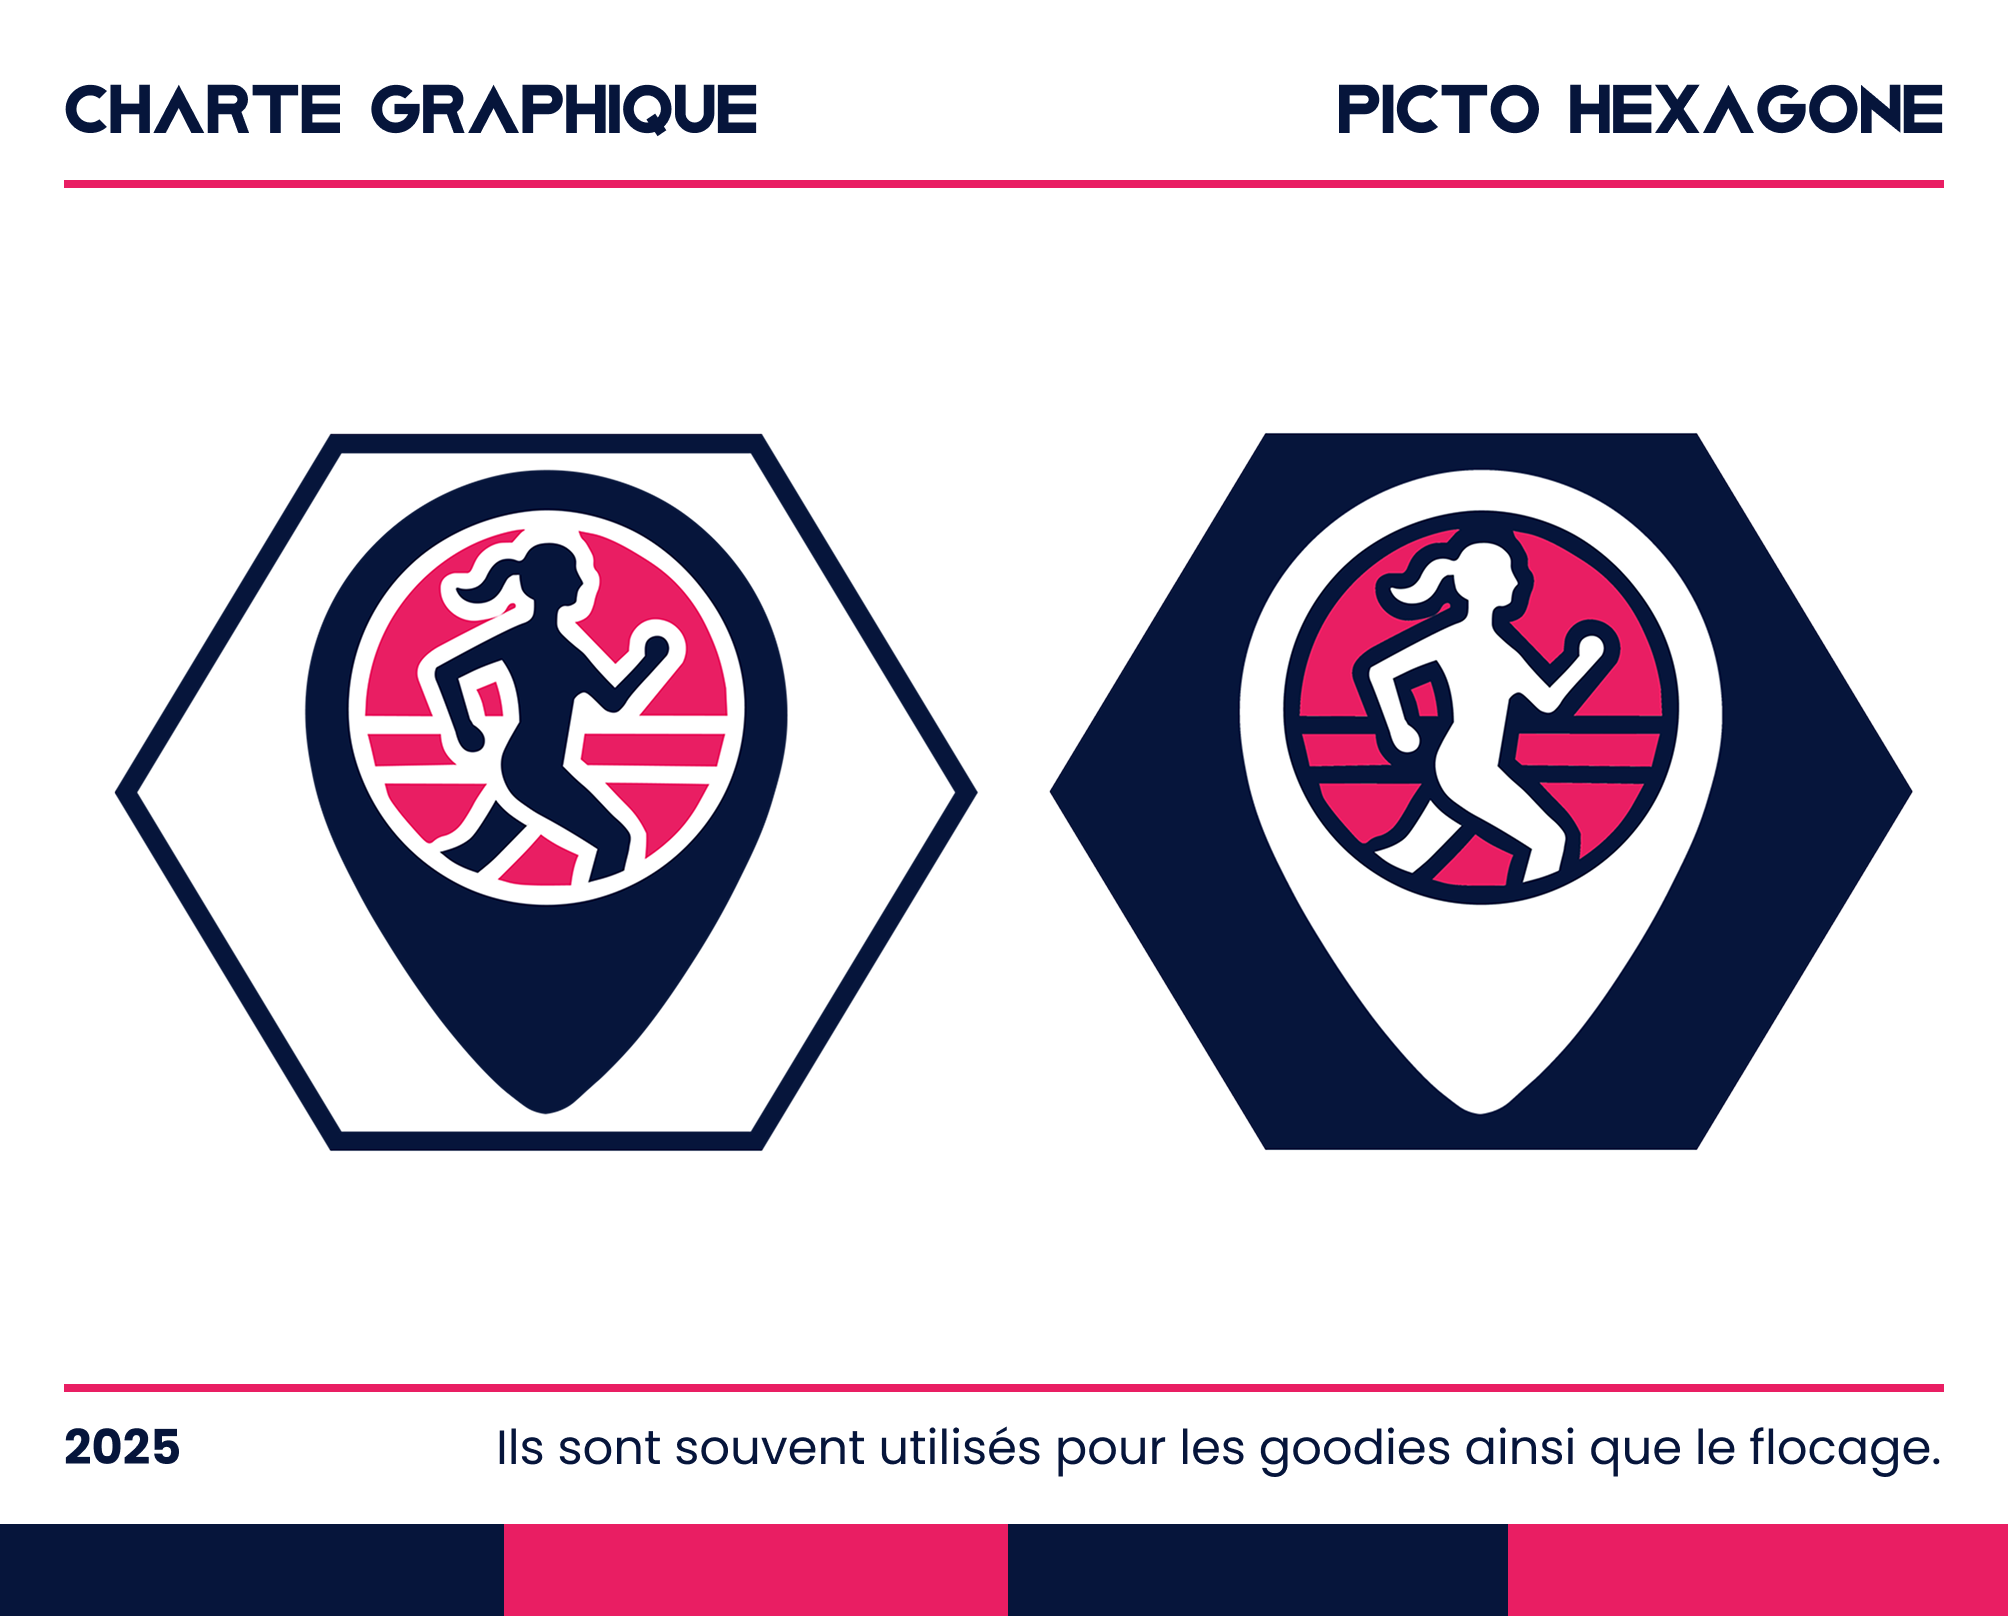 CHARTE GRAPHIQUE
PICTO HEXAGONE
2025
Ils sont souvent utilisés pour les goodies ainsi que le flocage.